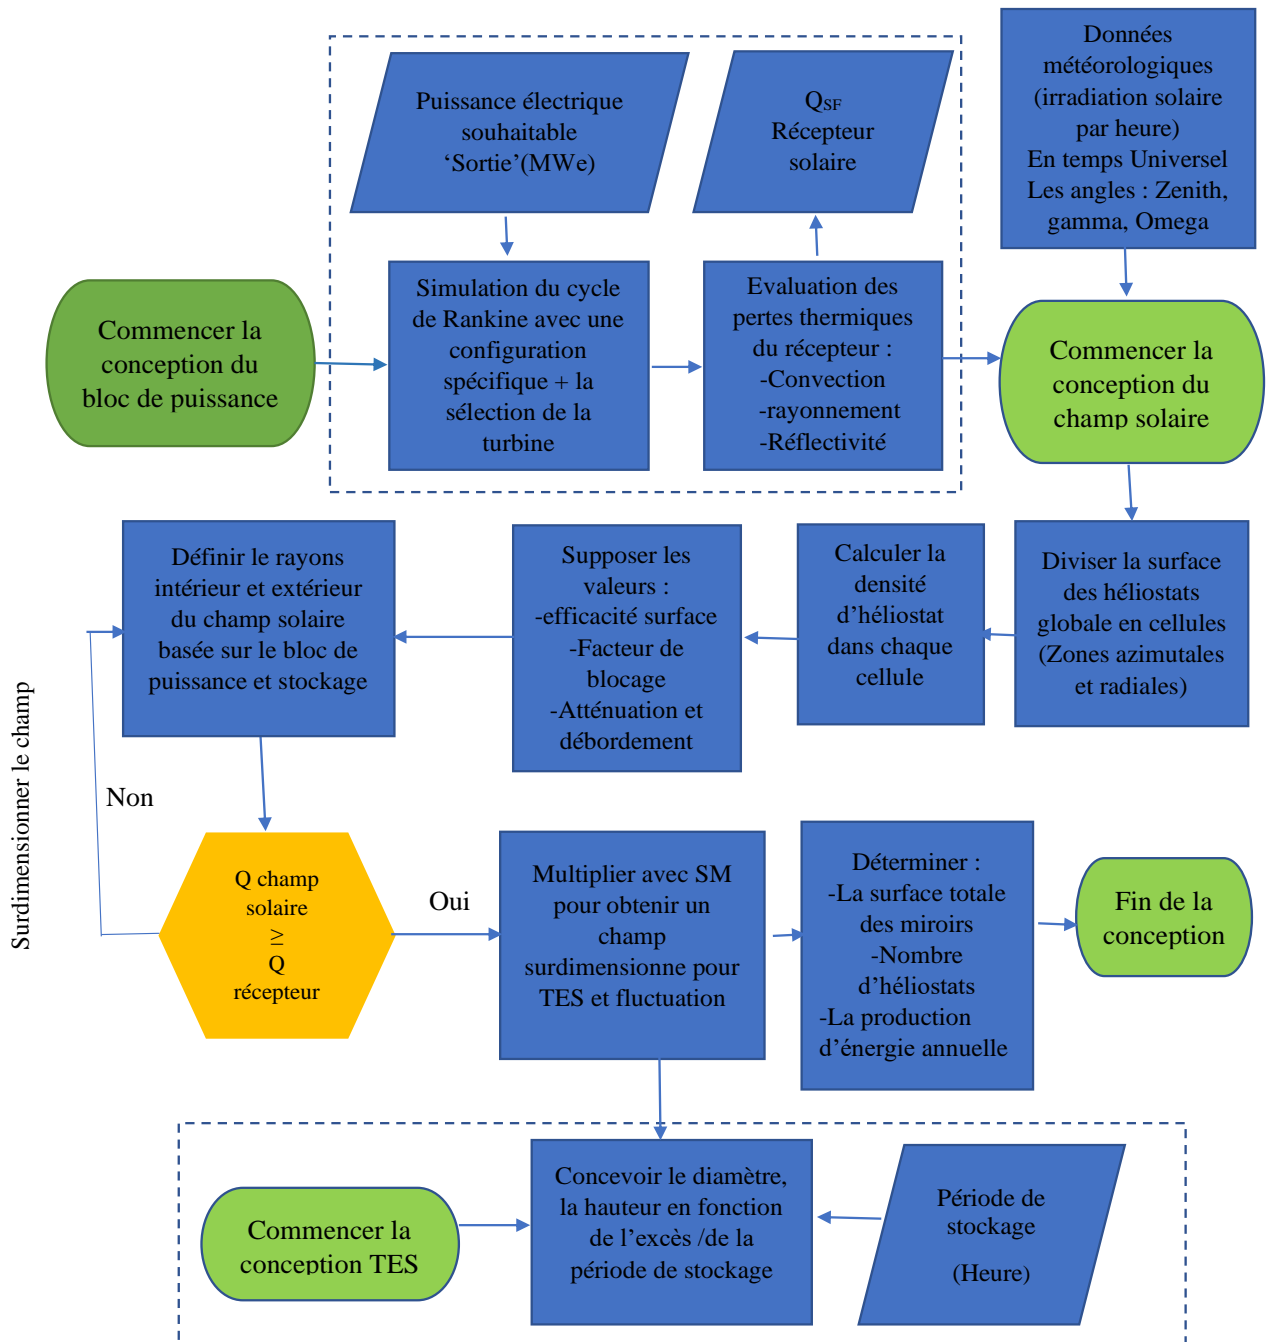 Puissance électrique
souhaitable
‘Sortie’(MWe)
QSF
Récepteur
solaire
Données
météorologiques
(irradiation solaire
par heure)
En temps Universel
Les angles : Zenith,
gamma, Omega
Commencer la
conception du
bloc de puissance
Simulation du cycle
de Rankine avec une
configuration
spécifique + la
sélection de la
turbine
Evaluation des
pertes thermiques
du récepteur :
-Convection
-rayonnement
-Réflectivité
Commencer la
conception du
champ solaire
Définir le rayons
intérieur et extérieur
du champ solaire
basée sur le bloc de
puissance et stockage
Supposer les
valeurs :
-efficacité surface
-Facteur de
blocage
-Atténuation et
débordement
Calculer la
densité
d’héliostat
dans chaque
cellule
Diviser la surface
des héliostats
globale en cellules
(Zones azimutales
et radiales)
Surdimensionner le champ
Non
Q champ
solaire
≥
Q
récepteur
Oui
Multiplier avec SM
pour obtenir un
champ
surdimensionne pour
TES et fluctuation
Déterminer :
-La surface totale
des miroirs
-Nombre
d’héliostats
-La production
d’énergie annuelle
Fin de la
conception
Commencer la
conception TES
Concevoir le diamètre,
la hauteur en fonction
de l’excès /de la
période de stockage
Période de
stockage
(Heure)